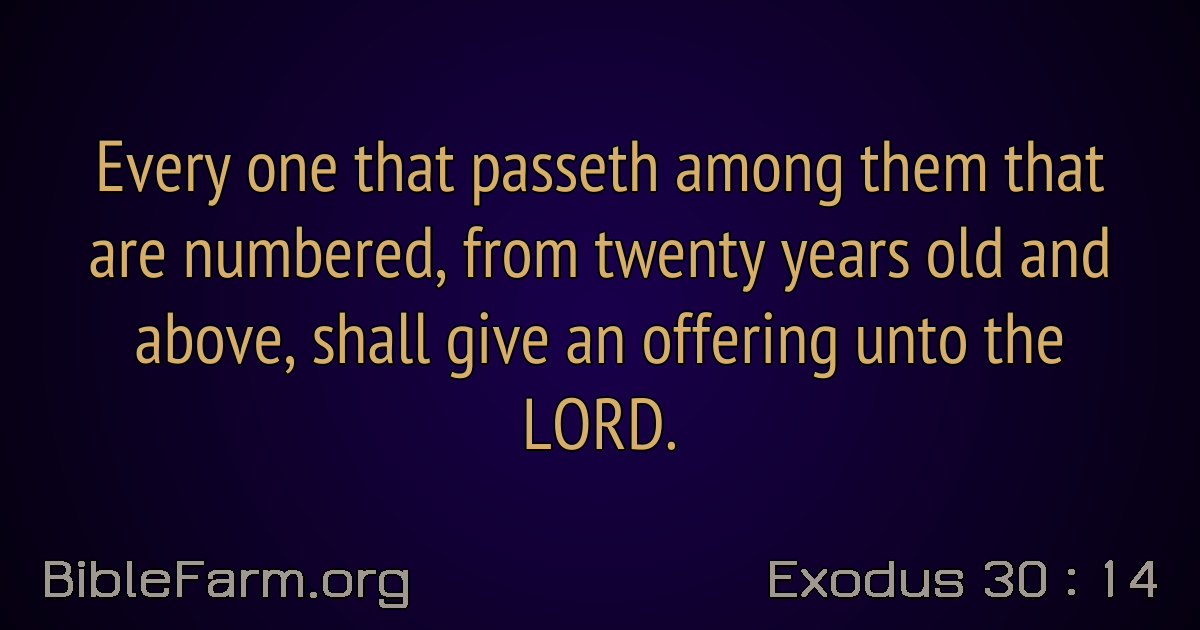 Every one that passeth among them that
are numbered, from twenty years old and
above, shall give an offering unto the
LORD.
BibleFarm.org
Exodus 30 : 14